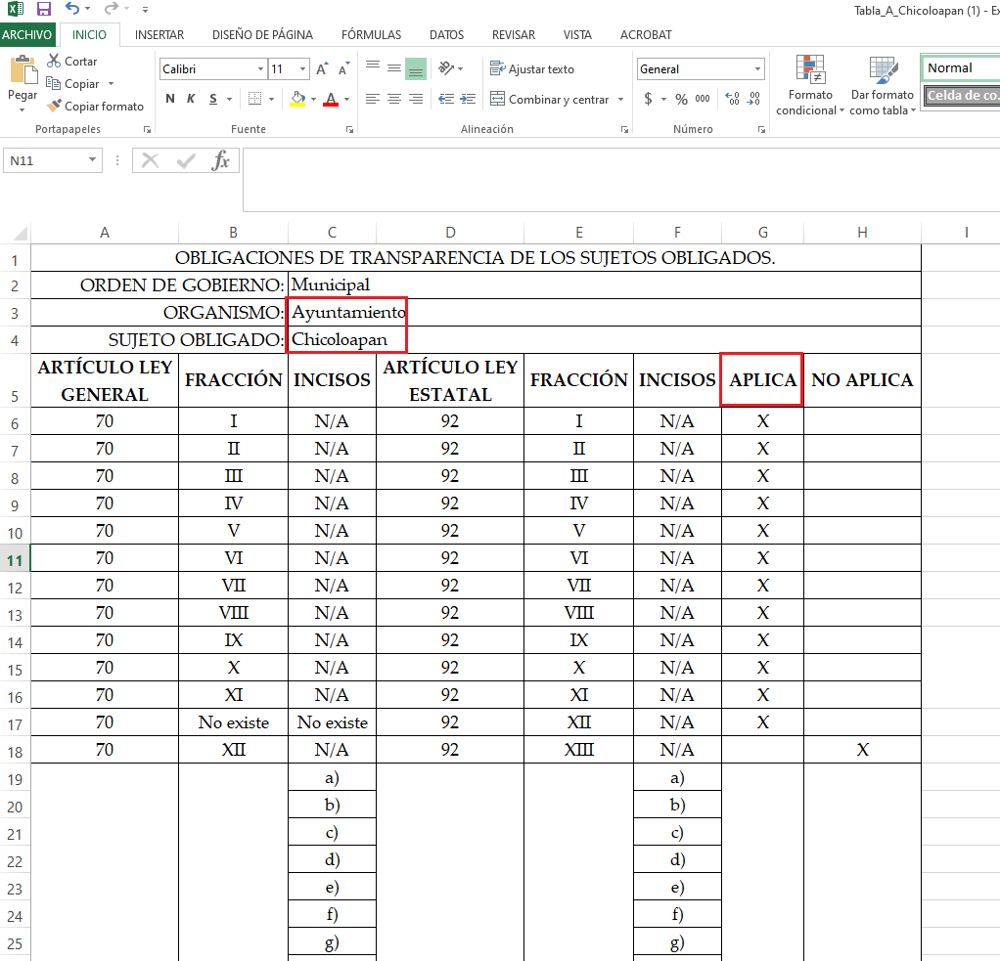 Tabla_A_Chicoloapan (1) - Ex
ARCHIVO INICIO INSERTAR DISEÑO DE PÁGINA FÓRMULAS DATOS REVISAR VISTA ACROBAT
Pegar
Cortar
Copiar
Copiar formato
Portapapeles
Calibri 11
N K S
Fuente
Ajustar texto
Combinar y centrar
Alineación
General
$ % 000
Número
Formato condicional
Dar formato como tabla
Normal
Celda de co.
N11 fx
A B C D E F G H I
1 OBLIGACIONES DE TRANSPARENCIA DE LOS SUJETOS OBLIGADOS.
2 ORDEN DE GOBIERNO: Municipal
3 ORGANISMO: Ayuntamiento
4 SUJETO OBLIGADO: Chicoloapan
5 ARTÍCULO LEY GENERAL FRACCIÓN INCISOS ARTÍCULO LEY ESTATAL FRACCIÓN INCISOS APLICA NO APLICA
6 70 I N/A 92 I N/A X
7 70 II N/A 92 II N/A X
8 70 III N/A 92 III N/A X
9 70 IV N/A 92 IV N/A X
10 70 V N/A 92 V N/A X
11 70 VI N/A 92 VI N/A X
12 70 VII N/A 92 VII N/A X
13 70 VIII N/A 92 VIII N/A X
14 70 IX N/A 92 IX N/A X
15 70 X N/A 92 X N/A X
16 70 XI N/A 92 XI N/A X
17 70 No existe No existe 92 XII N/A X
18 70 XII N/A 92 XIII N/A X
19 a) a)
20 b) b)
21 c) c)
22 d) d)
23 e) e)
24 f) f)
25 g) g)